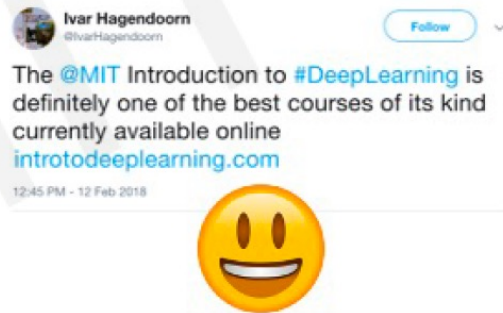 Ivar Hagendoorn
@IvarHagendoorn
Follow
The @MIT Introduction to #DeepLearning is
definitely one of the best courses of its kind
currently available online
introtodeeplearning.com
12:45 PM - 12 Feb 2018